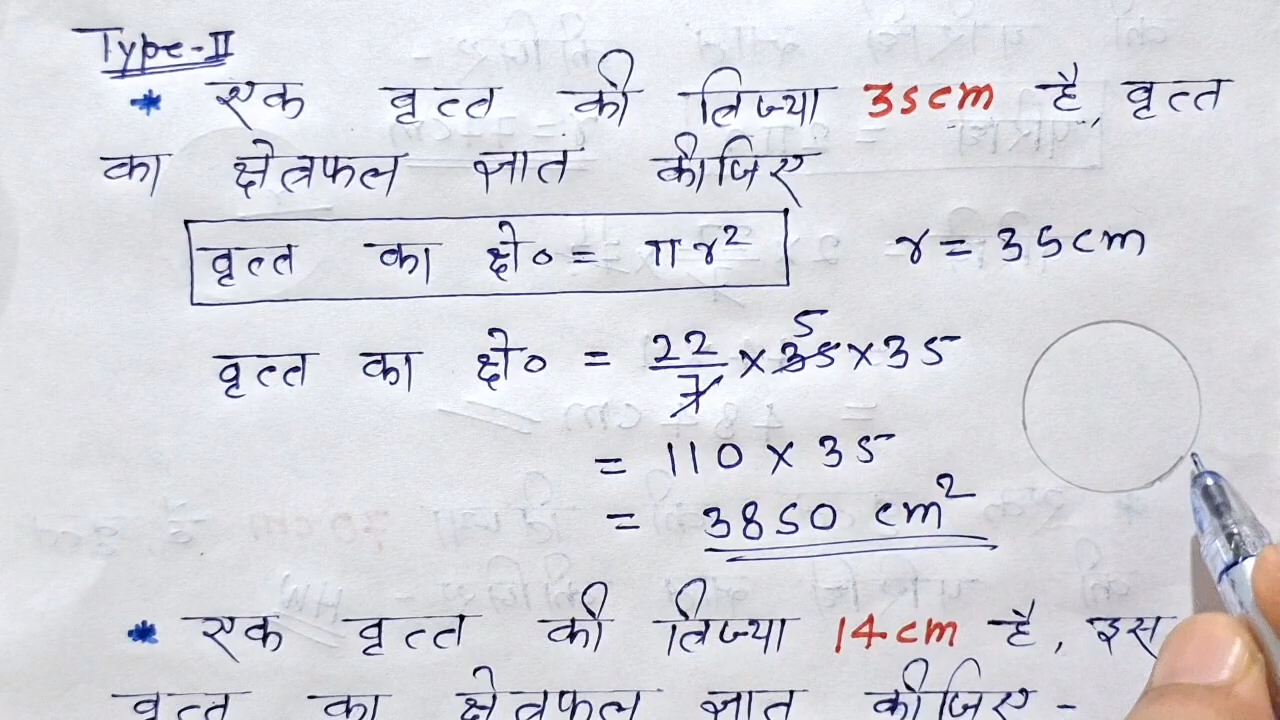 Type-II
* एक वृत्त की त्रिज्या 35cm है, वृत्त
का क्षेत्रफल ज्ञात कीजिए
वृत्त का क्षे० = πr² r = 35cm
वृत्त का क्षे० = 22/7 × 35 × 35 5
= 110 × 35
= 3850 cm²
* एक वृत्त की त्रिज्या 14cm है, इस
वृत्त का क्षेत्रफल ज्ञात कीजिए -